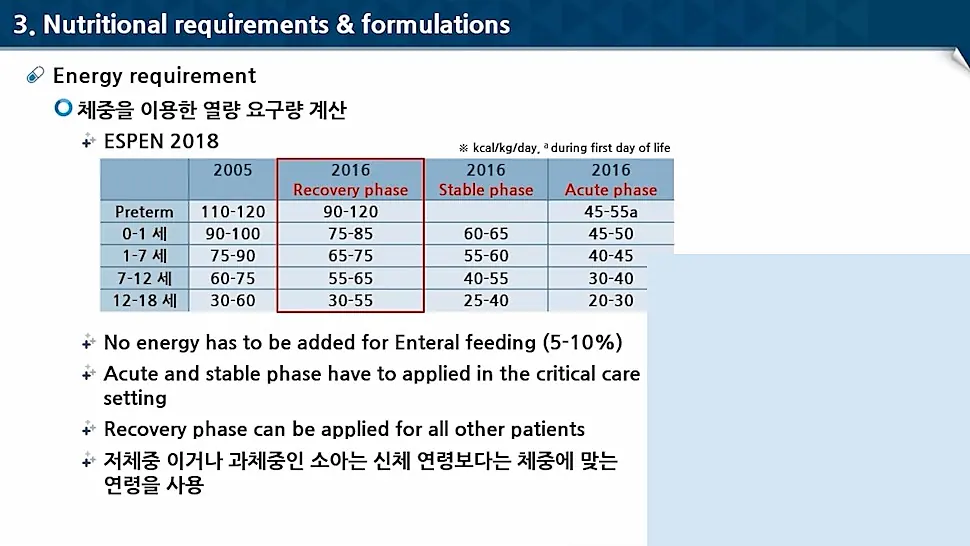 3. Nutritional requirements & formulations
Energy requirement
체중을 이용한 열량 요구량 계산
ESPEN 2018
※ kcal/kg/day, a during first day of life
2005 2016 2016 2016
Recovery phase Stable phase Acute phase
Preterm 110-120 90-120 45-55a
0-1 세 90-100 75-85 60-65 45-50
1-7 세 75-90 65-75 55-60 40-45
7-12 세 60-75 55-65 40-55 30-40
12-18 세 30-60 30-55 25-40 20-30
No energy has to be added for Enteral feeding (5-10%)
Acute and stable phase have to applied in the critical care
setting
Recovery phase can be applied for all other patients
저체중 이거나 과체중인 소아는 신체 연령보다는 체중에 맞는
연령을 사용